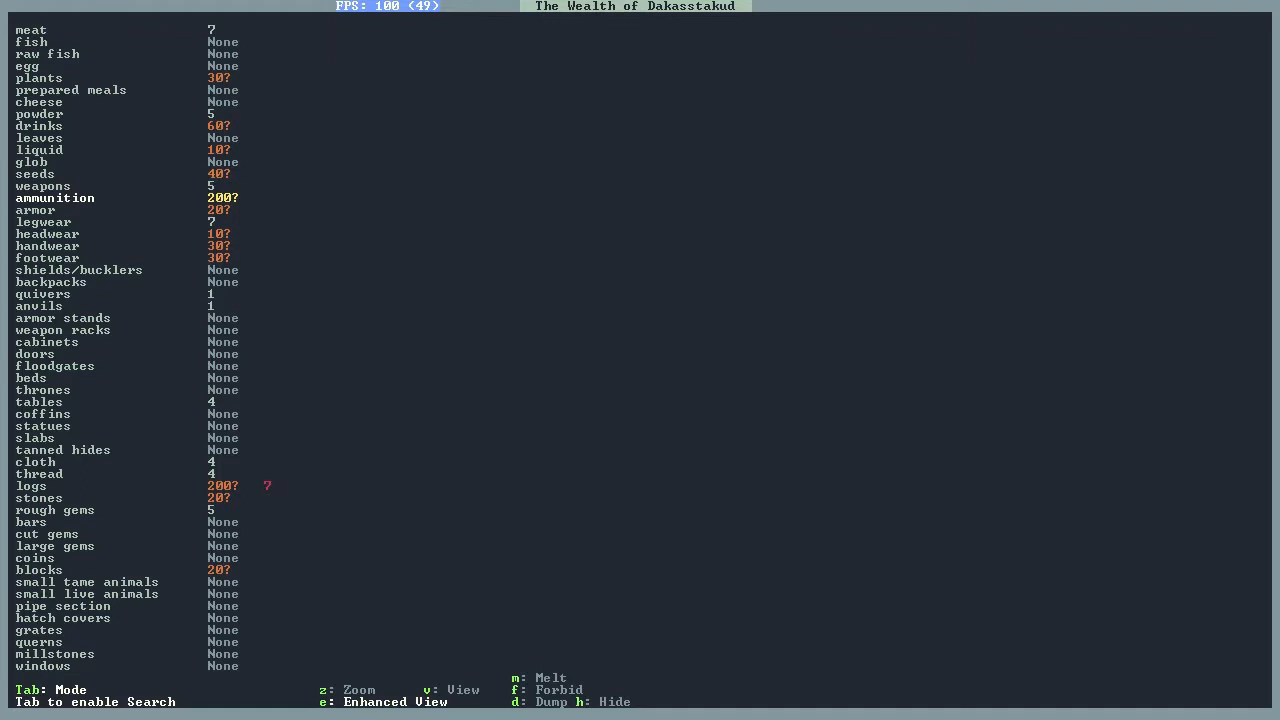 FPS: 100 (49) The Wealth of Dakasstakud
meat 7
fish None
raw fish None
egg None
plants 30?
prepared meals None
cheese None
powder 5
drinks 60?
leaves None
liquid 10?
glob None
seeds 40?
weapons 5
ammunition 200?
armor 20?
legwear 7
headwear 10?
handwear 30?
footwear 30?
shields/bucklers None
backpacks None
quivers 1
anvils 1
armor stands None
weapon racks None
cabinets None
doors None
floodgates None
beds None
thrones None
tables 4
coffins None
statues None
slabs None
tanned hides None
cloth 4
thread 4
logs 200? 7
stones 20?
rough gems 5
bars None
cut gems None
large gems None
coins None
blocks 20?
small tame animals None
small live animals None
pipe section None
hatch covers None
grates None
querns None
millstones None
windows None
m: Melt
Tab: Mode z: Zoom v: View f: Forbid
Tab to enable Search e: Enhanced View d: Dump h: Hide